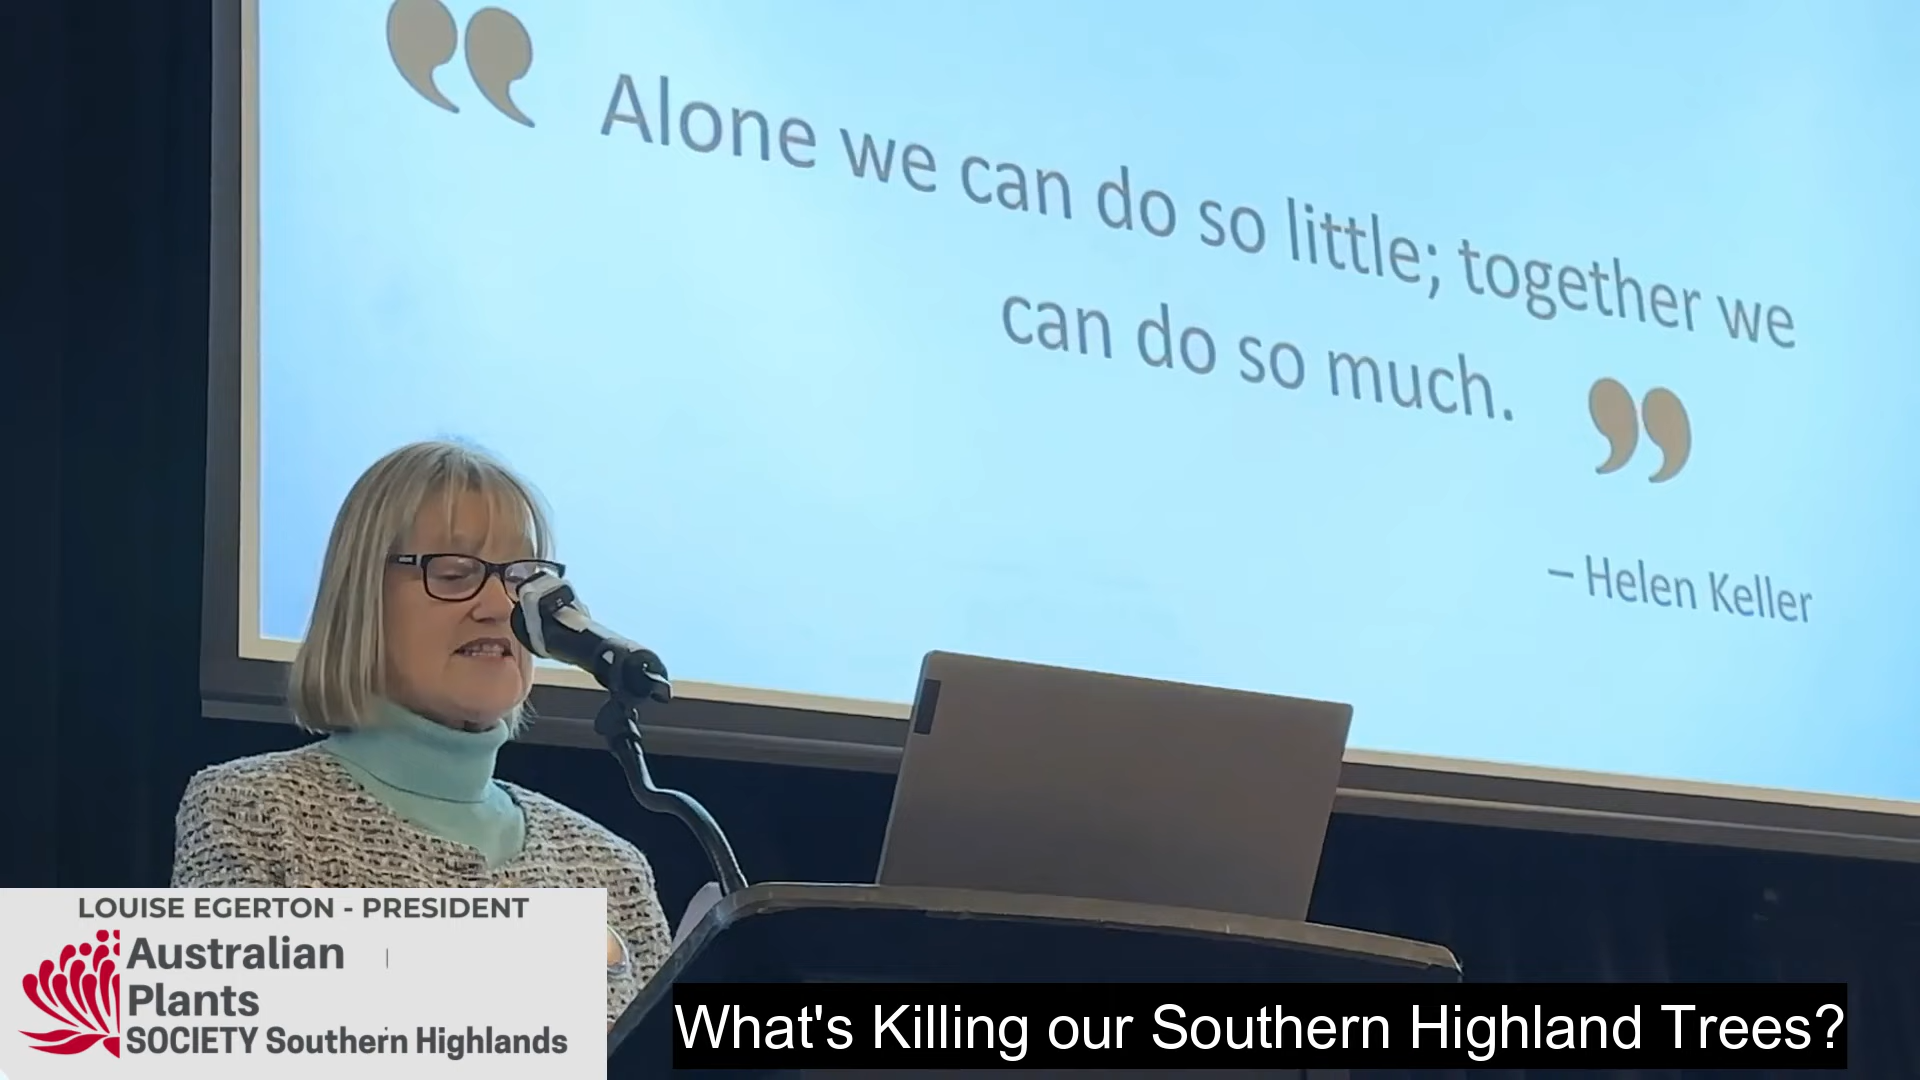 “ Alone we can do so little; together we
can do so much. ”
– Helen Keller
LOUISE EGERTON - PRESIDENT
Australian
Plants
SOCIETY Southern Highlands
What's Killing our Southern Highland Trees?